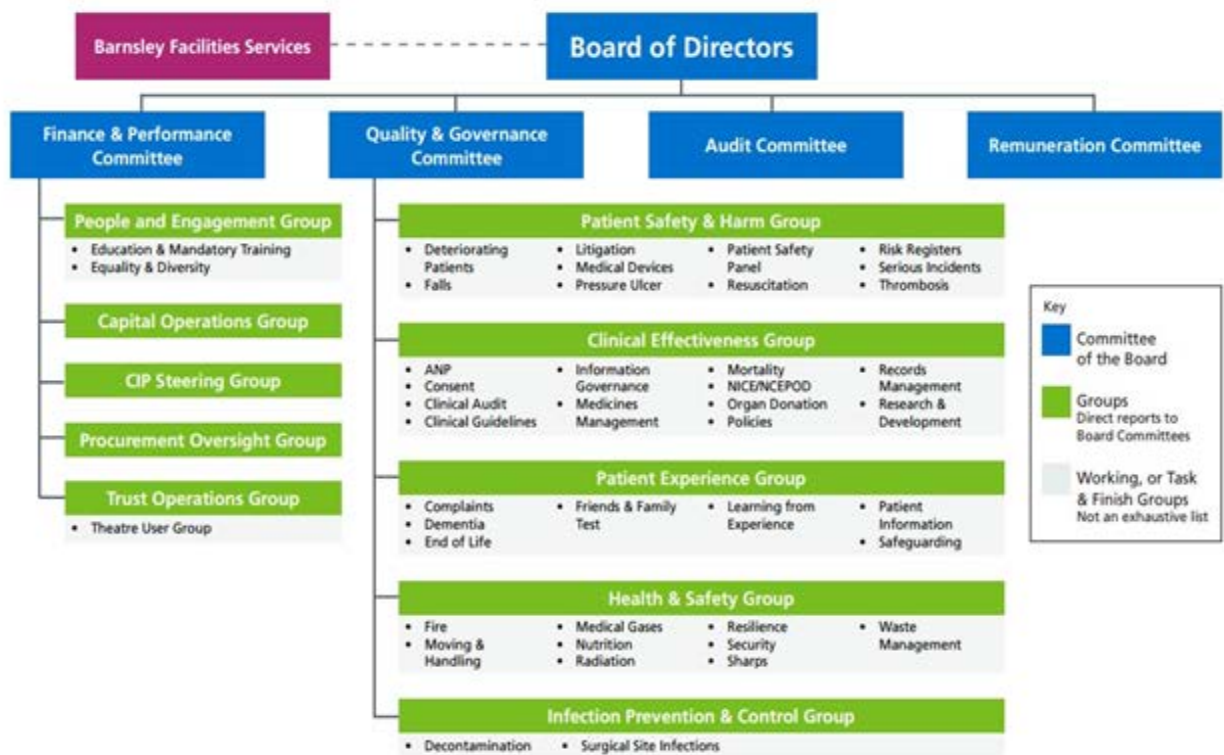 Barnsley Facilities Services
Board of Directors
Finance & Performance
Committee
Quality & Governance
Committee
Audit Committee
Remuneration Committee
People and Engagement Group
• Education & Mandatory Training
• Equality & Diversity
Capital Operations Group
CIP Steering Group
Procurement Oversight Group
Trust Operations Group
• Theatre User Group
Patient Safety & Harm Group
• Deteriorating
Patients
• Falls
• Litigation
• Medical Devices
• Pressure Ulcer
• Patient Safety
Panel
• Resuscitation
• Risk Registers
• Serious Incidents
• Thrombosis
Clinical Effectiveness Group
• ANP
• Consent
• Clinical Audit
• Clinical Guidelines
• Information
Governance
• Medicines
Management
• Mortality
• NICE/NCEPOD
• Organ Donation
• Policies
• Records
Management
• Research &
Development
Patient Experience Group
• Complaints
• Dementia
• End of Life
• Friends & Family
Test
• Learning from
Experience
• Patient
Information
• Safeguarding
Health & Safety Group
• Fire
• Moving &
Handling
• Medical Gases
• Nutrition
• Radiation
• Resilience
• Security
• Sharps
• Waste
Management
Infection Prevention & Control Group
• Decontamination
• Surgical Site Infections
Key
Committee
of the Board
Groups
Direct reports to
Board Committees
Working, or Task
& Finish Groups
Not an exhaustive list